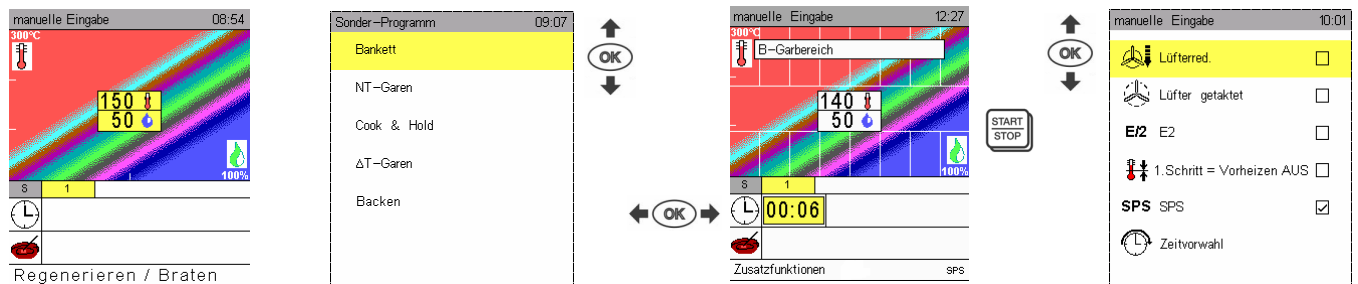 manuelle Eingabe 08:54
300°C
150
50
100%
S 1
Regenerieren / Braten
Sonder-Programm 09:07
Bankett
NT-Garen
Cook & Hold
ΔT-Garen
Backen
OK
OK
manuelle Eingabe 12:27
300°C
B-Garbereich
140
50
100%
S 1
00:06
Zusatzfunktionen SPS
START
STOP
OK
manuelle Eingabe 10:01
Lüfterred.
Lüfter getaktet
E/2 E2
1.Schritt = Vorheizen AUS
SPS SPS
Zeitvorwahl